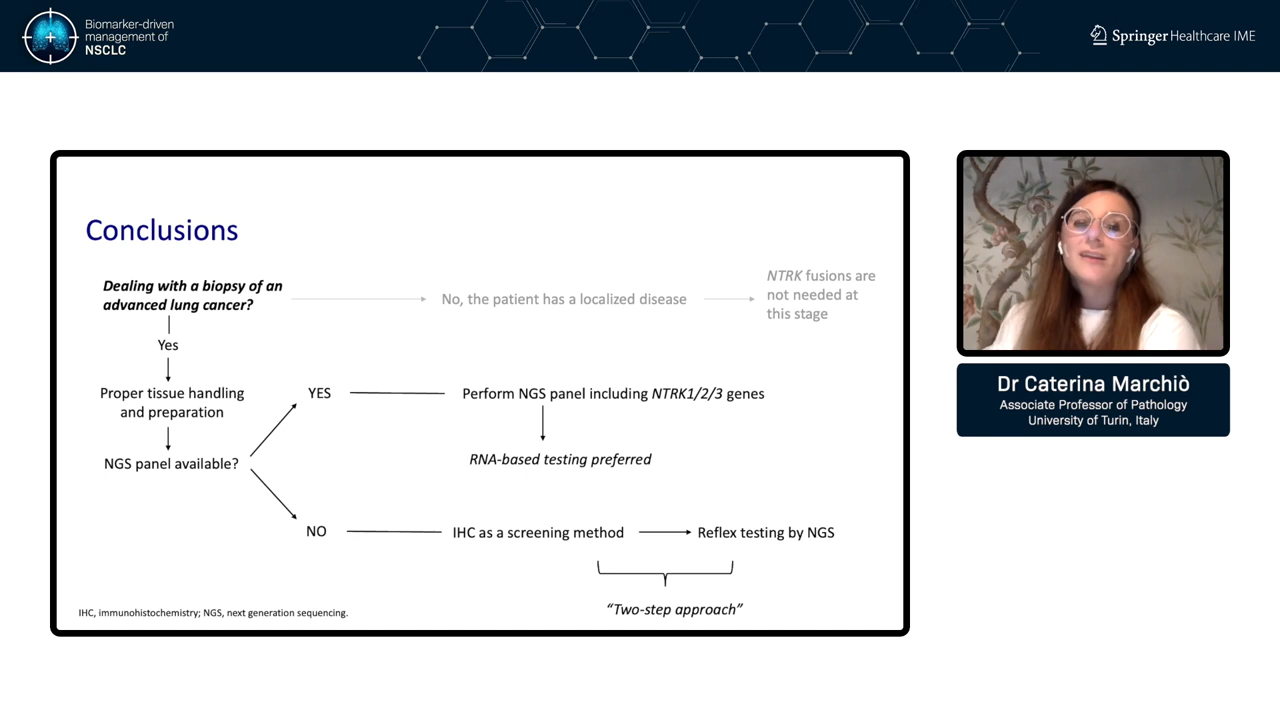 Biomarker-driven
management of
NSCLC
Springer Healthcare IME
Conclusions
Dealing with a biopsy of an
advanced lung cancer?
No, the patient has a localized disease
NTRK fusions are
not needed at
this stage
Yes
Proper tissue handling
and preparation
NGS panel available?
YES
Perform NGS panel including NTRK1/2/3 genes
RNA-based testing preferred
NO
IHC as a screening method
Reflex testing by NGS
“Two-step approach”
IHC, immunohistochemistry; NGS, next generation sequencing.
Dr Caterina Marchiò
Associate Professor of Pathology
University of Turin, Italy